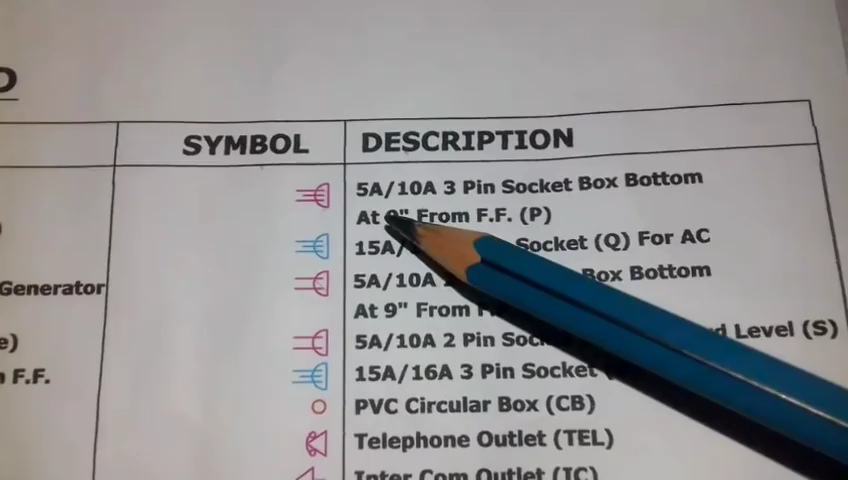 D
SYMBOL DESCRIPTION
5A/10A 3 Pin Socket Box Bottom
At 9" From F.F. (P)
15A/ Socket (Q) For AC
Generator 5A/10A Box Bottom
At 9" From
e) 5A/10A 2 Pin Level (S)
F.F. 15A/16A 3 Pin Socket
PVC Circular Box (CB)
Telephone Outlet (TEL)
Inter Com Outlet (IC)